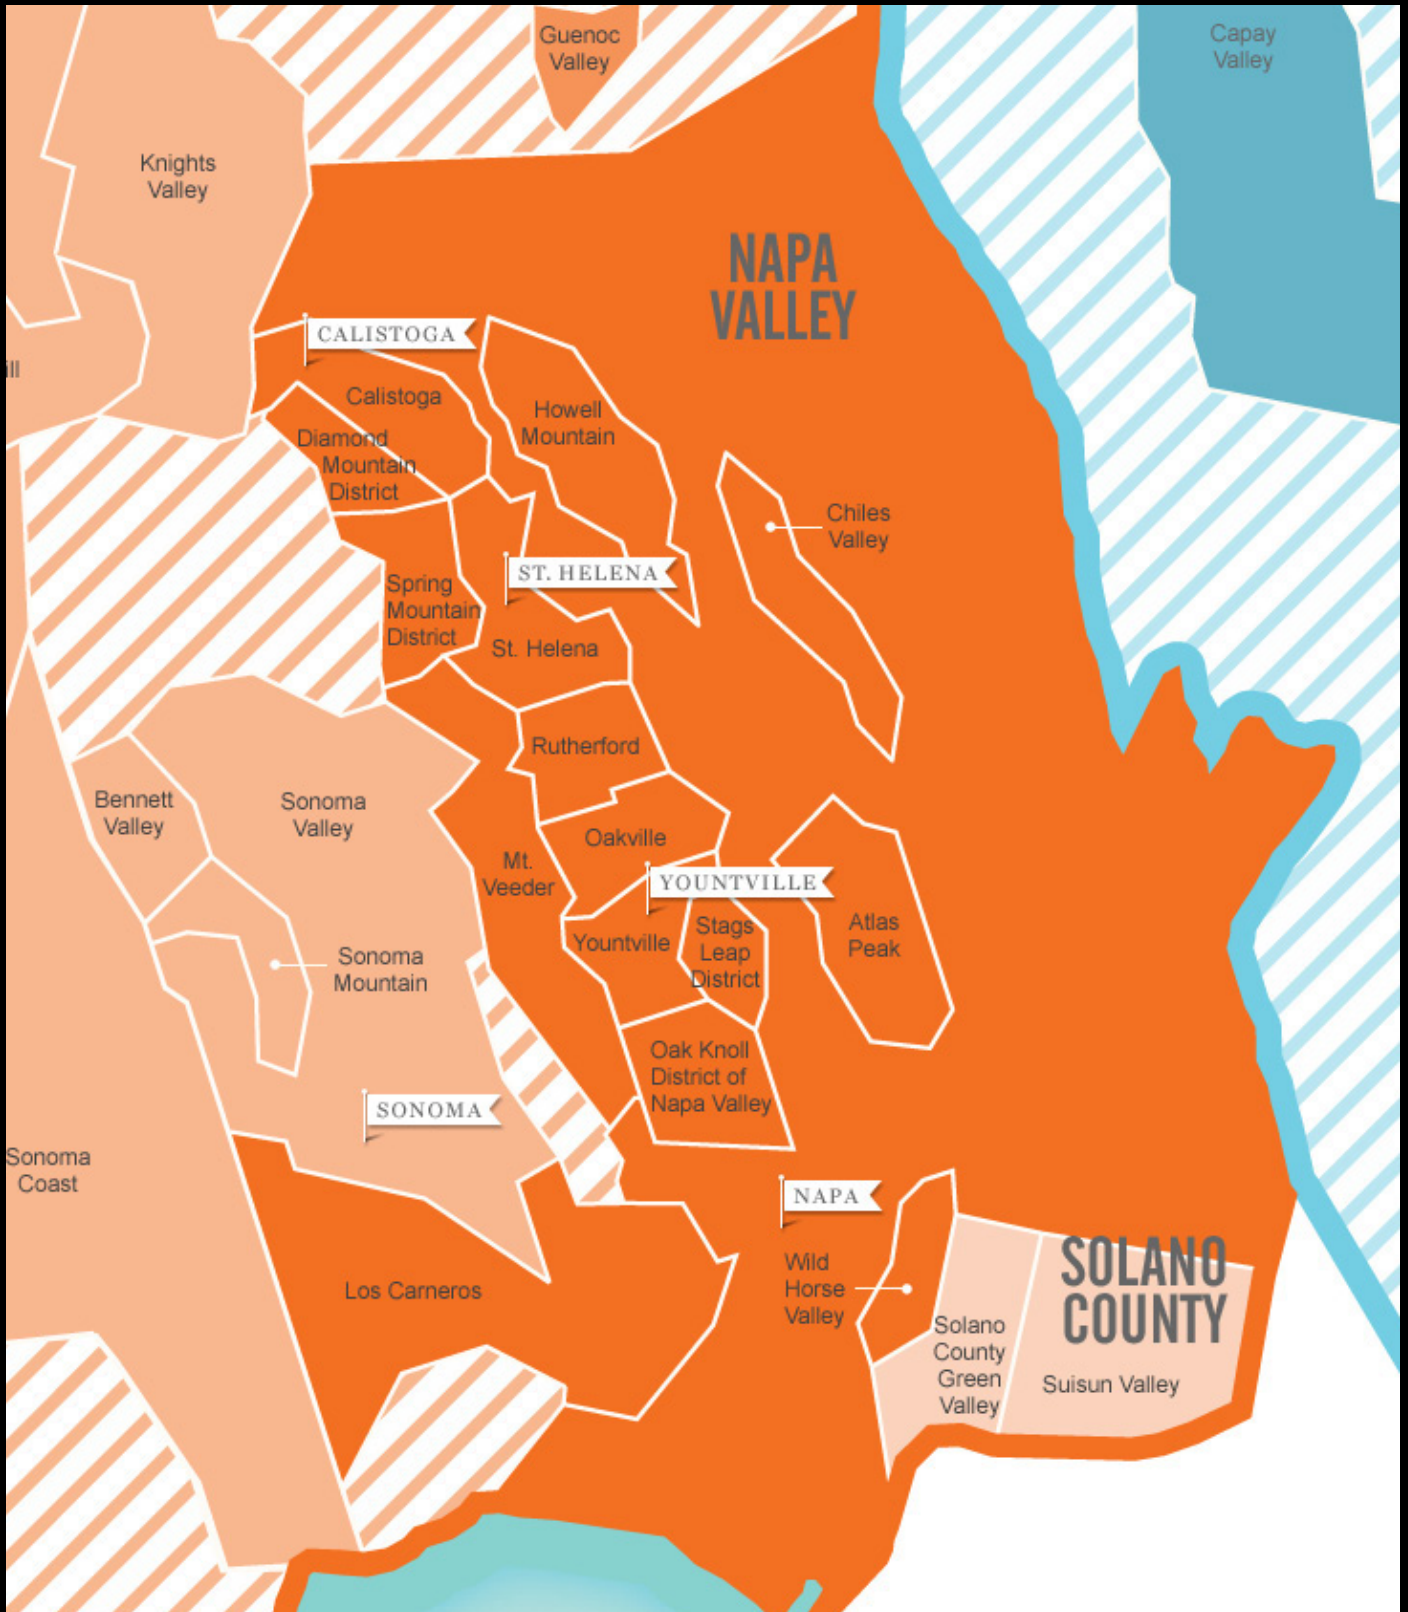 Guenoc
Valley
Capay
Valley
Knights
Valley
NAPA
VALLEY
CALISTOGA
ill
Calistoga
Howell
Mountain
Diamond
Mountain
District
Chiles
Valley
ST. HELENA
Spring
Mountain
District
St. Helena
Rutherford
Bennett
Valley
Sonoma
Valley
Oakville
Mt.
Veeder
YOUNTVILLE
Yountville
Stags
Leap
District
Atlas
Peak
Sonoma
Mountain
Oak Knoll
District of
Napa Valley
SONOMA
Sonoma
Coast
NAPA
Wild
Horse
Valley
Los Carneros
SOLANO
COUNTY
Solano
County
Green
Valley
Suisun Valley